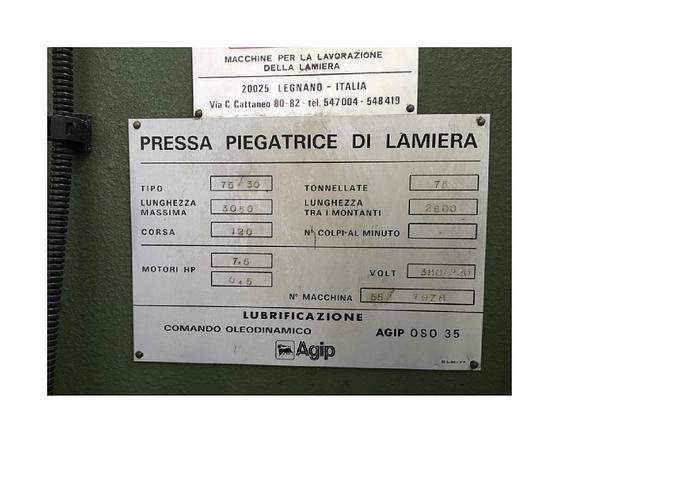 MACCHINE PER LA LAVORAZIONE
DELLA LAMIERA
20025 LEGNANO - ITALIA
Via C. Cattaneo 80-82 - tel. 547004 - 548419
PRESSA PIEGATRICE DI LAMIERA
TIPO 75/30 TONNELLATE 75
LUNGHEZZA MASSIMA 3050 LUNGHEZZA TRA I MONTANTI 2600
CORSA 120 N° COLPI AL MINUTO
MOTORI HP 7.5
0.5
VOLT 380/220
N° MACCHINA 55/ 1978
LUBRIFICAZIONE
COMANDO OLEODINAMICO AGIP OSO 35
Agip